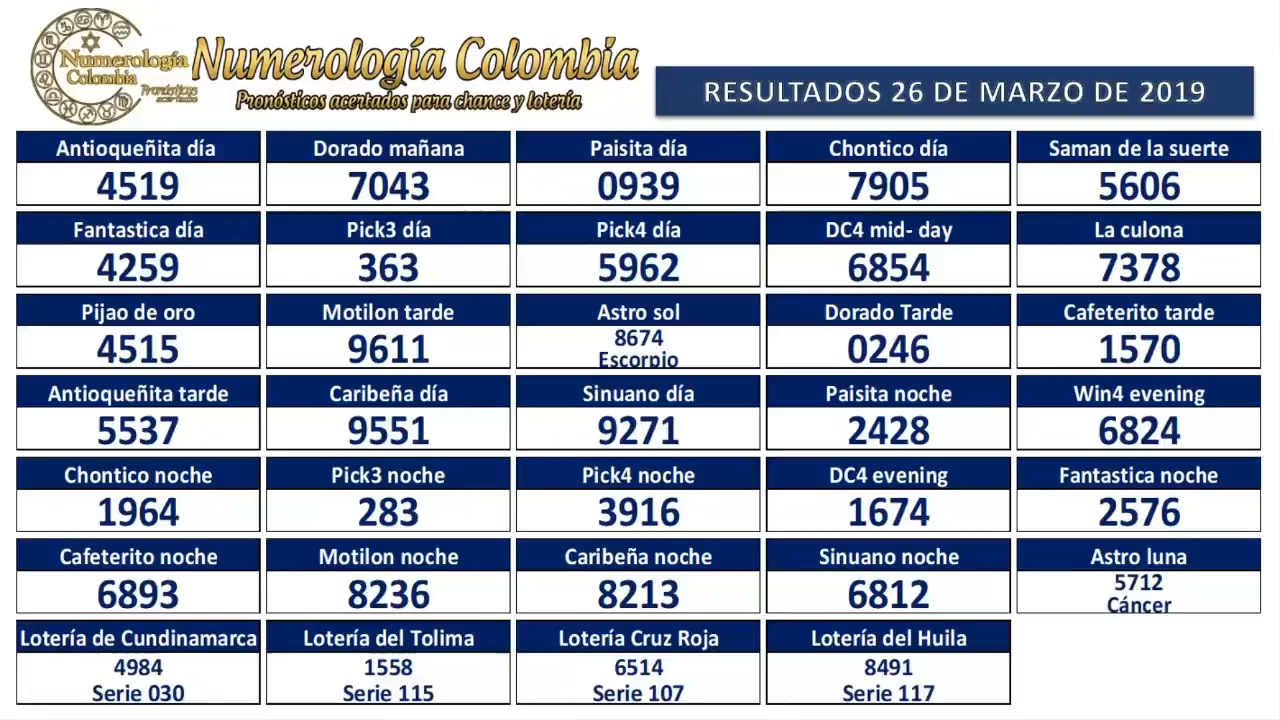 Numerología
Colombia
Pronósticos
Numerología Colombia
Pronósticos acertados para chance y lotería
RESULTADOS 26 DE MARZO DE 2019
Antioqueñita día Dorado mañana Paisita día Chontico día Saman de la suerte
4519 7043 0939 7905 5606
Fantastica día Pick3 día Pick4 día DC4 mid- day La culona
4259 363 5962 6854 7378
Pijao de oro Motilon tarde Astro sol Dorado Tarde Cafeterito tarde
4515 9611 8674 0246 1570
Escorpio
Antioqueñita tarde Caribeña día Sinuano día Paisita noche Win4 evening
5537 9551 9271 2428 6824
Chontico noche Pick3 noche Pick4 noche DC4 evening Fantastica noche
1964 283 3916 1674 2576
Cafeterito noche Motilon noche Caribeña noche Sinuano noche Astro luna
6893 8236 8213 6812 5712
Cáncer
Lotería de Cundinamarca Lotería del Tolima Lotería Cruz Roja Lotería del Huila
4984 1558 6514 8491
Serie 030 Serie 115 Serie 107 Serie 117